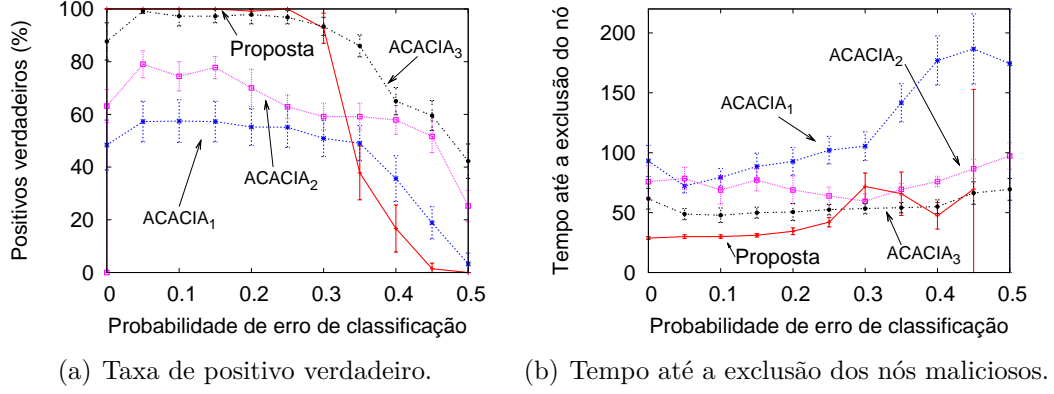 Positivos verdadeiros (%)
100
80
60
40
20
0
0
0.1
0.2
0.3
0.4
0.5
Probabilidade de erro de classificação
Proposta
ACACIA3
ACACIA2
ACACIA1
(a) Taxa de positivo verdadeiro.
Tempo até a exclusão do nó
200
150
100
50
0
0
0.1
0.2
0.3
0.4
0.5
Probabilidade de erro de classificação
ACACIA2
ACACIA1
Proposta
ACACIA3
(b) Tempo até a exclusão dos nós maliciosos.